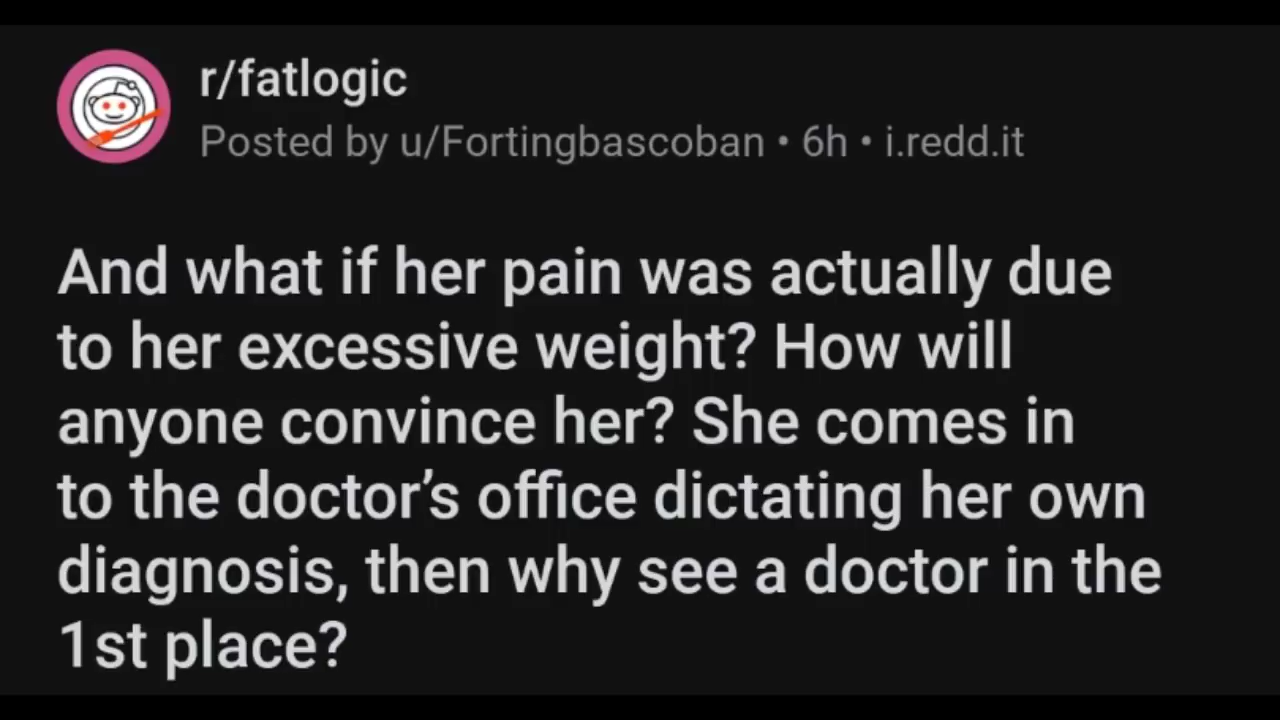 r/fatlogic
Posted by u/Fortingbascoban • 6h • i.redd.it
And what if her pain was actually due
to her excessive weight? How will
anyone convince her? She comes in
to the doctor’s office dictating her own
diagnosis, then why see a doctor in the
1st place?